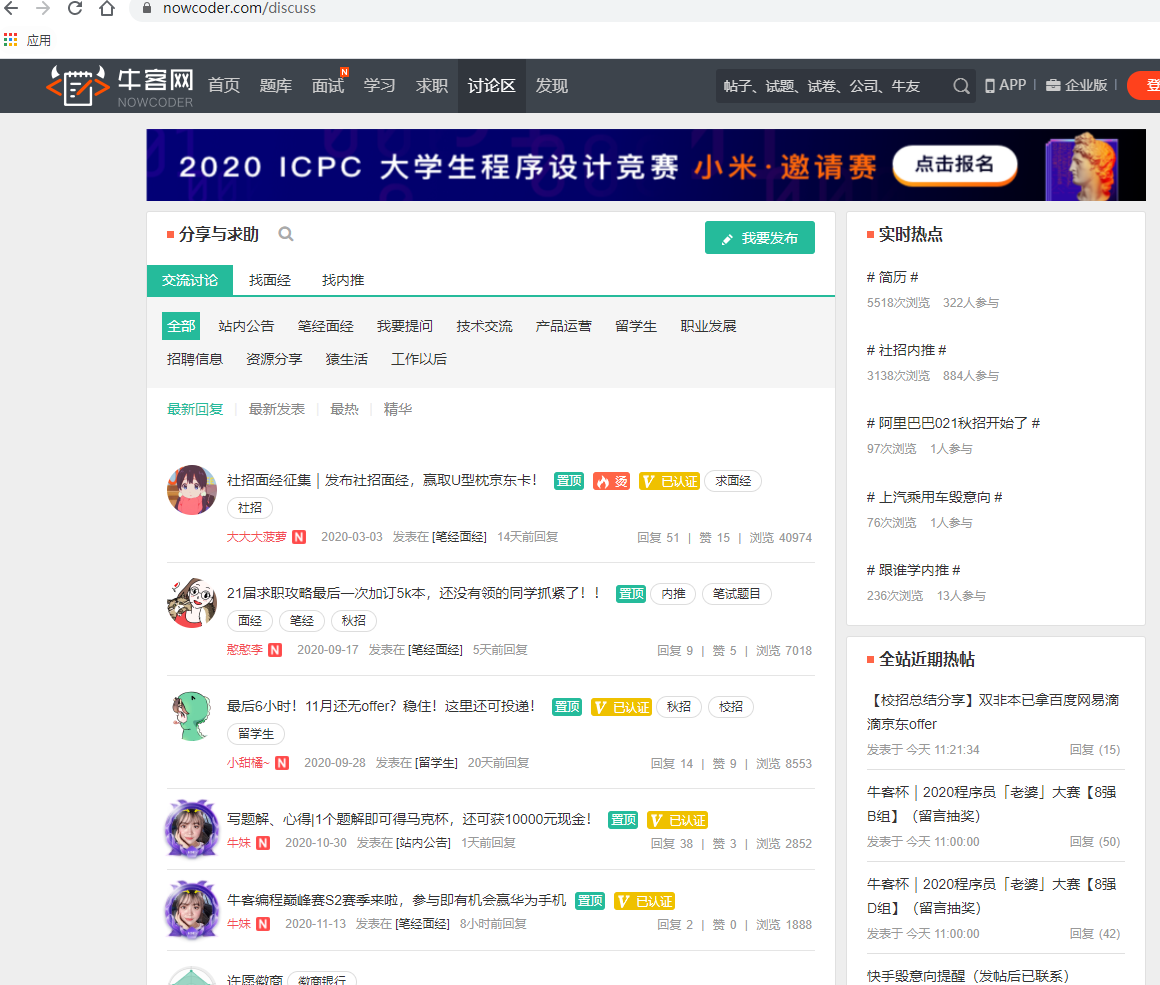 nowcoder.com/discuss
应用
牛客网
NOWCODER
首页 题库 面试 N 学习 求职 讨论区 发现 帖子、试题、试卷、公司、牛友 APP | 企业版 | 登
2020 ICPC 大学生程序设计竞赛 小米·邀请赛 点击报名
分享与求助 我要发布
交流讨论 找面经 找内推
全部 站内公告 笔经面经 我要提问 技术交流 产品运营 留学生 职业发展
招聘信息 资源分享 猿生活 工作以后
最新回复 | 最新发表 | 最热 | 精华
社招面经征集 | 发布社招面经，赢取U型枕京东卡！ 置顶 烫 V 已认证 求面经
社招
大大大菠萝 N 2020-03-03 发表在 [笔经面经] 14天前回复 回复 51 | 赞 15 | 浏览 40974
21届求职攻略最后一次加订5k本，还没有领的同学抓紧了！！ 置顶 内推 笔试题目
面经 笔经 秋招
憨憨李 N 2020-09-17 发表在 [笔经面经] 5天前回复 回复 9 | 赞 5 | 浏览 7018
最后6小时！11月还无offer？稳住！这里还可投递！ 置顶 V 已认证 秋招 校招
留学生
小甜橘~ N 2020-09-28 发表在 [留学生] 20天前回复 回复 14 | 赞 9 | 浏览 8553
写题解、心得|1个题解即可得马克杯，还可获10000元现金！ 置顶 V 已认证
牛妹 N 2020-10-30 发表在 [站内公告] 1天前回复 回复 38 | 赞 3 | 浏览 2852
牛客编程巅峰赛S2赛季来啦，参与即有机会赢华为手机 置顶 V 已认证
牛妹 N 2020-11-13 发表在 [笔经面经] 8小时前回复 回复 2 | 赞 0 | 浏览 1888
许愿徽商 徽商银行
实时热点
# 简历 #
5518次浏览 322人参与
# 社招内推 #
3138次浏览 884人参与
# 阿里巴巴021秋招开始了 #
97次浏览 1人参与
# 上汽乘用车毁意向 #
76次浏览 1人参与
# 跟谁学内推 #
236次浏览 13人参与
全站近期热帖
【校招总结分享】双非本已拿百度网易滴
滴京东offer
发表于 今天 11:21:34 回复 (15)
牛客杯 | 2020程序员「老婆」大赛【8强
B组】（留言抽奖）
发表于 今天 11:00:00 回复 (50)
牛客杯 | 2020程序员「老婆」大赛【8强
D组】（留言抽奖）
发表于 今天 11:00:00 回复 (42)
快手毁意向提醒（发帖后已联系）